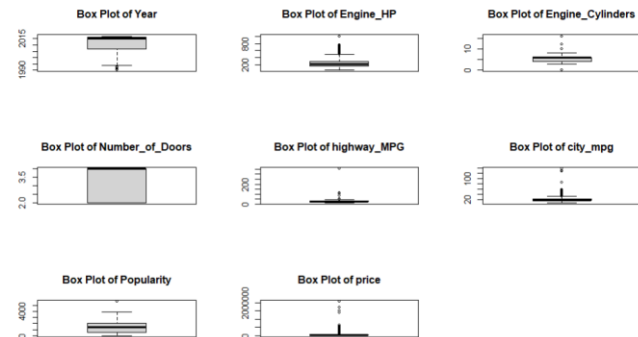 Box Plot of Year
Box Plot of Engine_HP
Box Plot of Engine_Cylinders
2015
1990
800
200
10
0
Box Plot of Number_of_Doors
Box Plot of highway_MPG
Box Plot of city_mpg
3.5
2.0
200
0
100
20
Box Plot of Popularity
Box Plot of price
4000
0
2000000
0